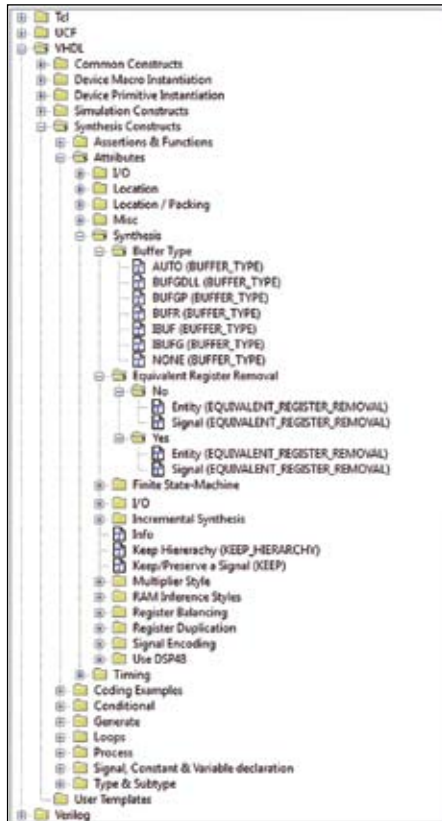 Tcl
UCF
VHDL
Common Constructs
Device Macro Instantiation
Device Primitive Instantiation
Simulation Constructs
Synthesis Constructs
Assertions & Functions
Attributes
I/O
Location
Location / Packing
Misc
Synthesis
Buffer Type
AUTO (BUFFER_TYPE)
BUFGDLL (BUFFER_TYPE)
BUFGP (BUFFER_TYPE)
BUFR (BUFFER_TYPE)
IBUF (BUFFER_TYPE)
IBUFG (BUFFER_TYPE)
NONE (BUFFER_TYPE)
Equivalent Register Removal
No
Entity (EQUIVALENT_REGISTER_REMOVAL)
Signal (EQUIVALENT_REGISTER_REMOVAL)
Yes
Entity (EQUIVALENT_REGISTER_REMOVAL)
Signal (EQUIVALENT_REGISTER_REMOVAL)
Finite State-Machine
I/O
Incremental Synthesis
Info
Keep Hiererachy (KEEP_HIERARCHY)
Keep/Preserve a Signal (KEEP)
Multiplier Style
RAM Inference Styles
Register Balancing
Register Duplication
Signal Encoding
Use DSP48
Timing
Coding Examples
Conditional
Generate
Loops
Process
Signal, Constant & Variable declaration
Type & Subtype
User Templates
Verilog